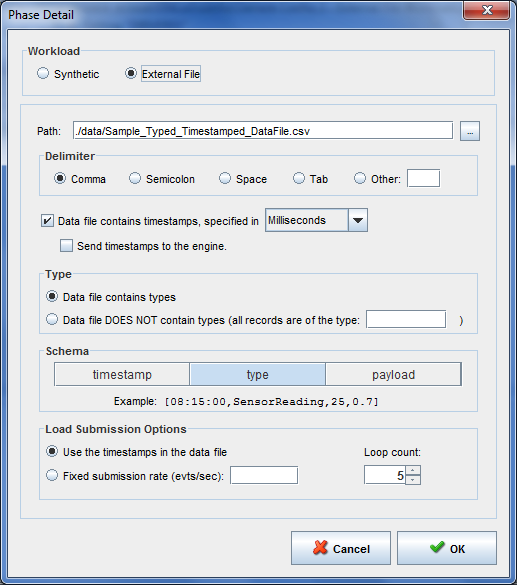 Phase Detail
Workload
Synthetic External File
Path: ./data/Sample_Typed_Timestamped_DataFile.csv ...
Delimiter
Comma Semicolon Space Tab Other:
Data file contains timestamps, specified in Milliseconds
Send timestamps to the engine.
Type
Data file contains types
Data file DOES NOT contain types (all records are of the type: )
Schema
timestamp type payload
Example: [08:15:00,SensorReading,25,0.7]
Load Submission Options
Use the timestamps in the data file Loop count:
Fixed submission rate (evts/sec): 5
Cancel OK